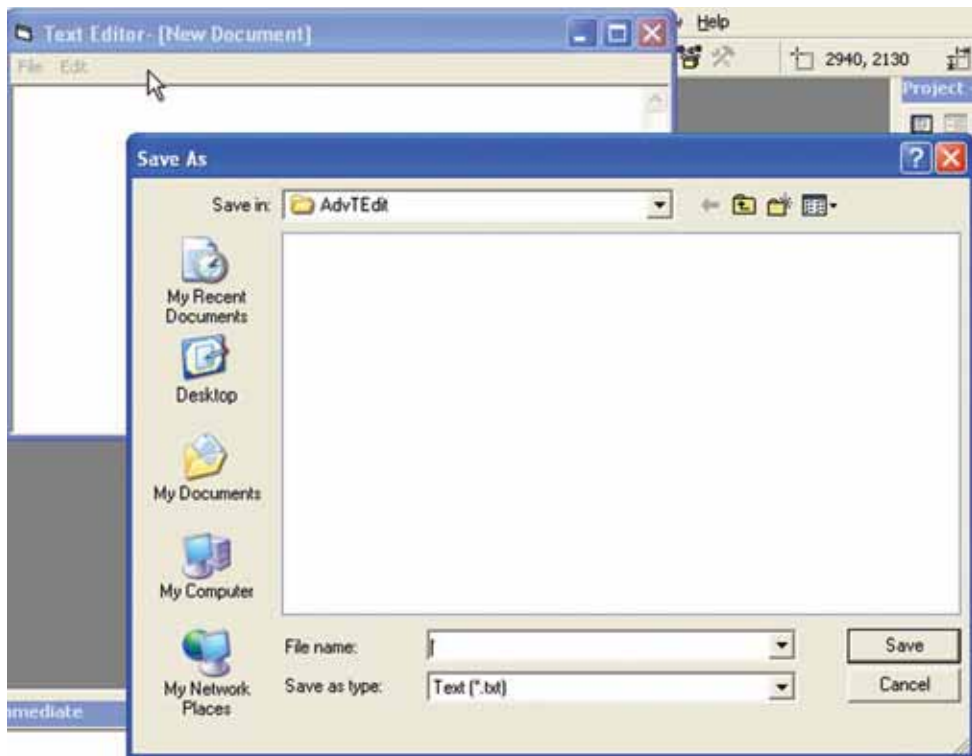 Text Editor- [New Document]
Help
File Edit
2940, 2130
Project
Save As
Save in:
AdvTEdit
My Recent
Documents
Desktop
My Documents
My Computer
My Network
Places
File name:
Save as type:
Text (*.txt)
Save
Cancel
mmediate